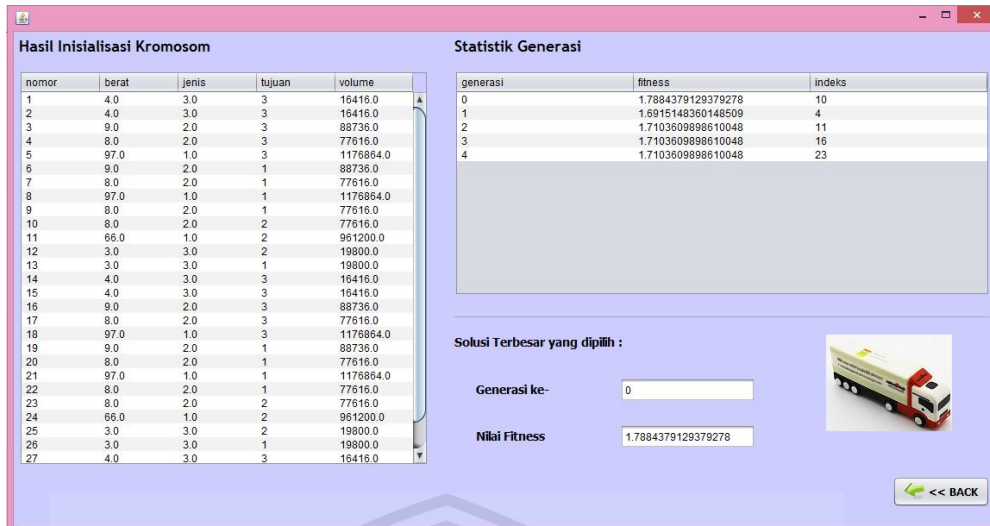 Hasil Inisialisasi Kromosom
nomor berat jenis tujuan volume
1 4.0 3.0 3 16416.0
2 4.0 3.0 3 16416.0
3 9.0 2.0 3 88736.0
4 8.0 2.0 3 77616.0
5 97.0 1.0 3 1176864.0
6 9.0 2.0 1 88736.0
7 8.0 2.0 1 77616.0
8 97.0 1.0 1 1176864.0
9 8.0 2.0 1 77616.0
10 8.0 2.0 2 77616.0
11 66.0 1.0 2 961200.0
12 3.0 3.0 2 19800.0
13 3.0 3.0 1 19800.0
14 4.0 3.0 3 16416.0
15 4.0 3.0 3 16416.0
16 9.0 2.0 3 88736.0
17 8.0 2.0 3 77616.0
18 97.0 1.0 3 1176864.0
19 9.0 2.0 1 88736.0
20 8.0 2.0 1 77616.0
21 97.0 1.0 1 1176864.0
22 8.0 2.0 1 77616.0
23 8.0 2.0 2 77616.0
24 66.0 1.0 2 961200.0
25 3.0 3.0 2 19800.0
26 3.0 3.0 1 19800.0
27 4.0 3.0 3 16416.0
Statistik Generasi
generasi fitness indeks
0 1.7884379129379278 10
1 1.6915148360148509 4
2 1.7103609898610048 11
3 1.7103609898610048 16
4 1.7103609898610048 23
Solusi Terbesar yang dipilih :
Generasi ke- 0
Nilai Fitness 1.7884379129379278
<< BACK